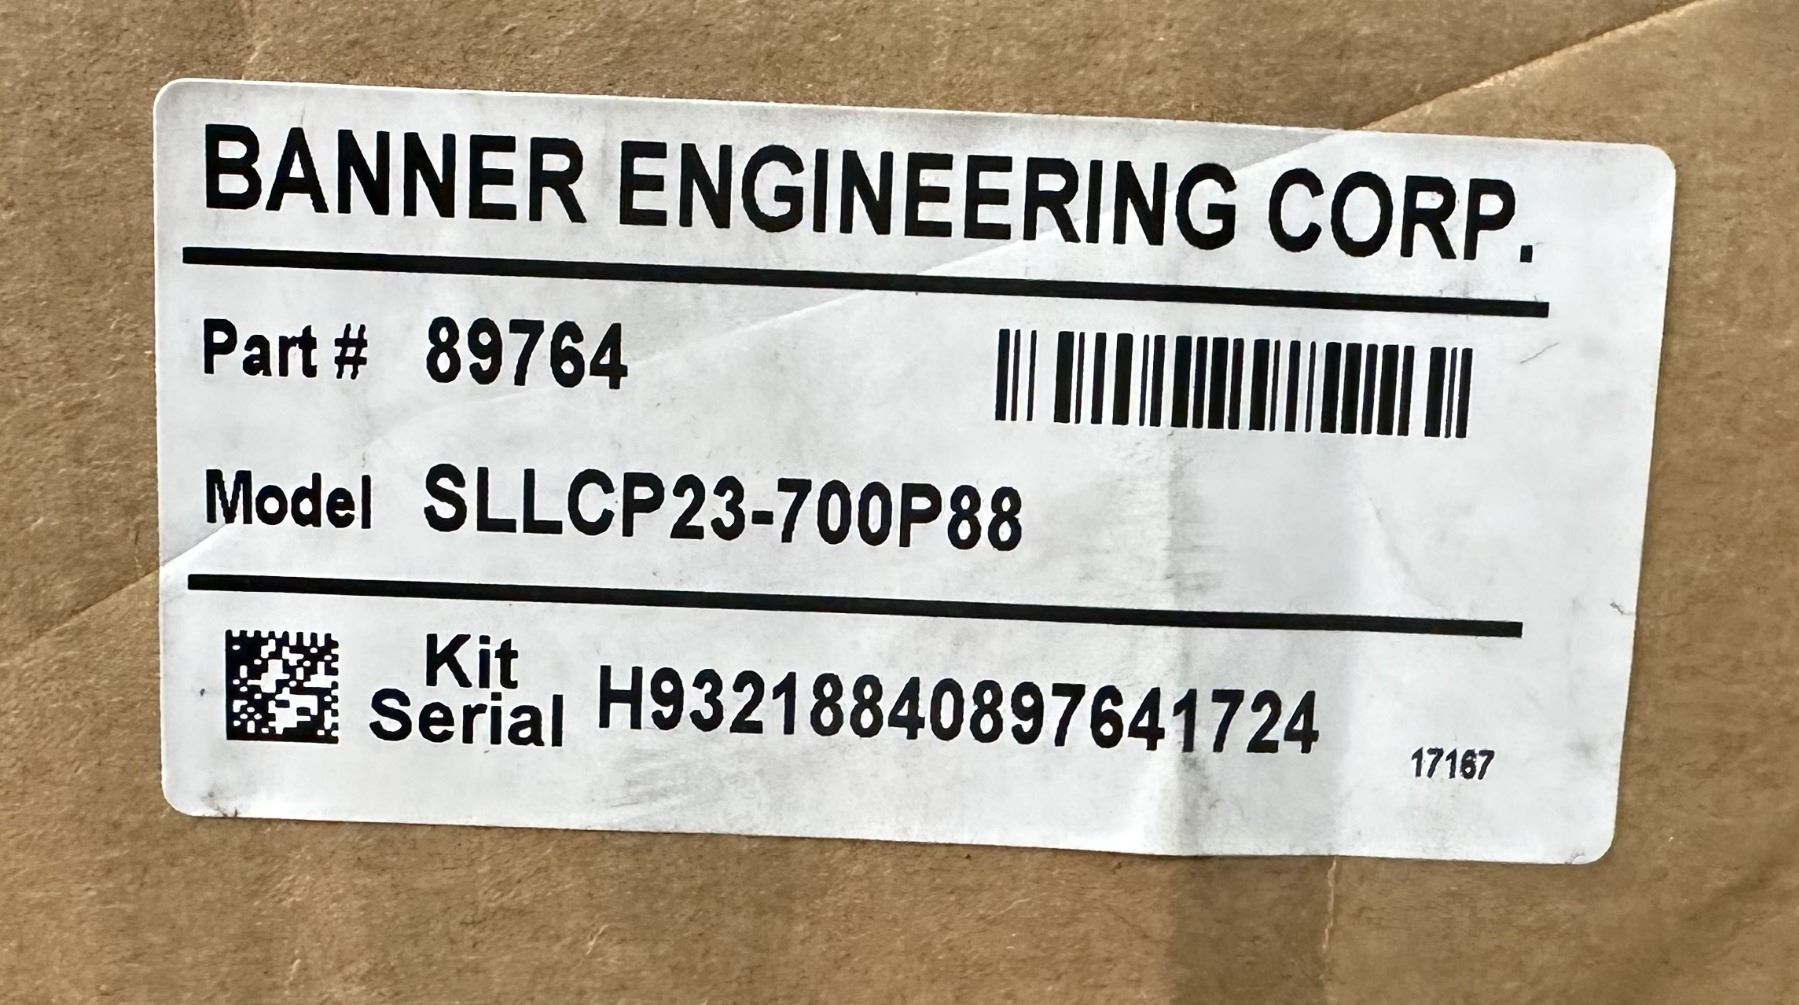 BANNER ENGINEERING CORP.
Part # 89764
Model SLLCP23-700P88
Kit Serial H93218840897641724
17167